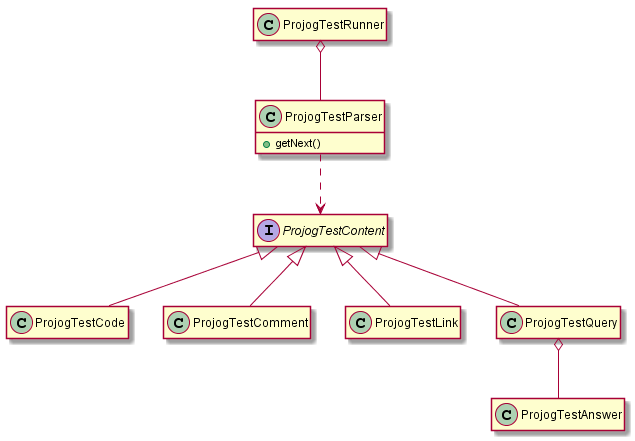 C ProjogTestRunner
C ProjogTestParser
getNext()
I ProjogTestContent
C ProjogTestCode
C ProjogTestComment
C ProjogTestLink
C ProjogTestQuery
C ProjogTestAnswer